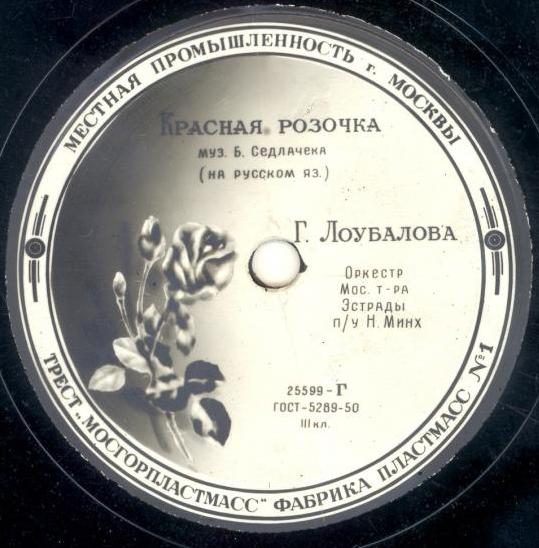 МЕСТНАЯ ПРОМЫШЛЕННОСТЬ г. МОСКВЫ
КРАСНАЯ РОЗОЧКА
муз. Б. Седлачека
(на русском яз.)
Г. Лоубалова
Оркестр
Мос. т-ра
Эстрады
п/у Н. Минх
25599-Г
ГОСТ-5289-50
III кл.
ТРЕСТ „МОСГОРПЛАСТМАСС“ ФАБРИКА ПЛАСТМАСС №1